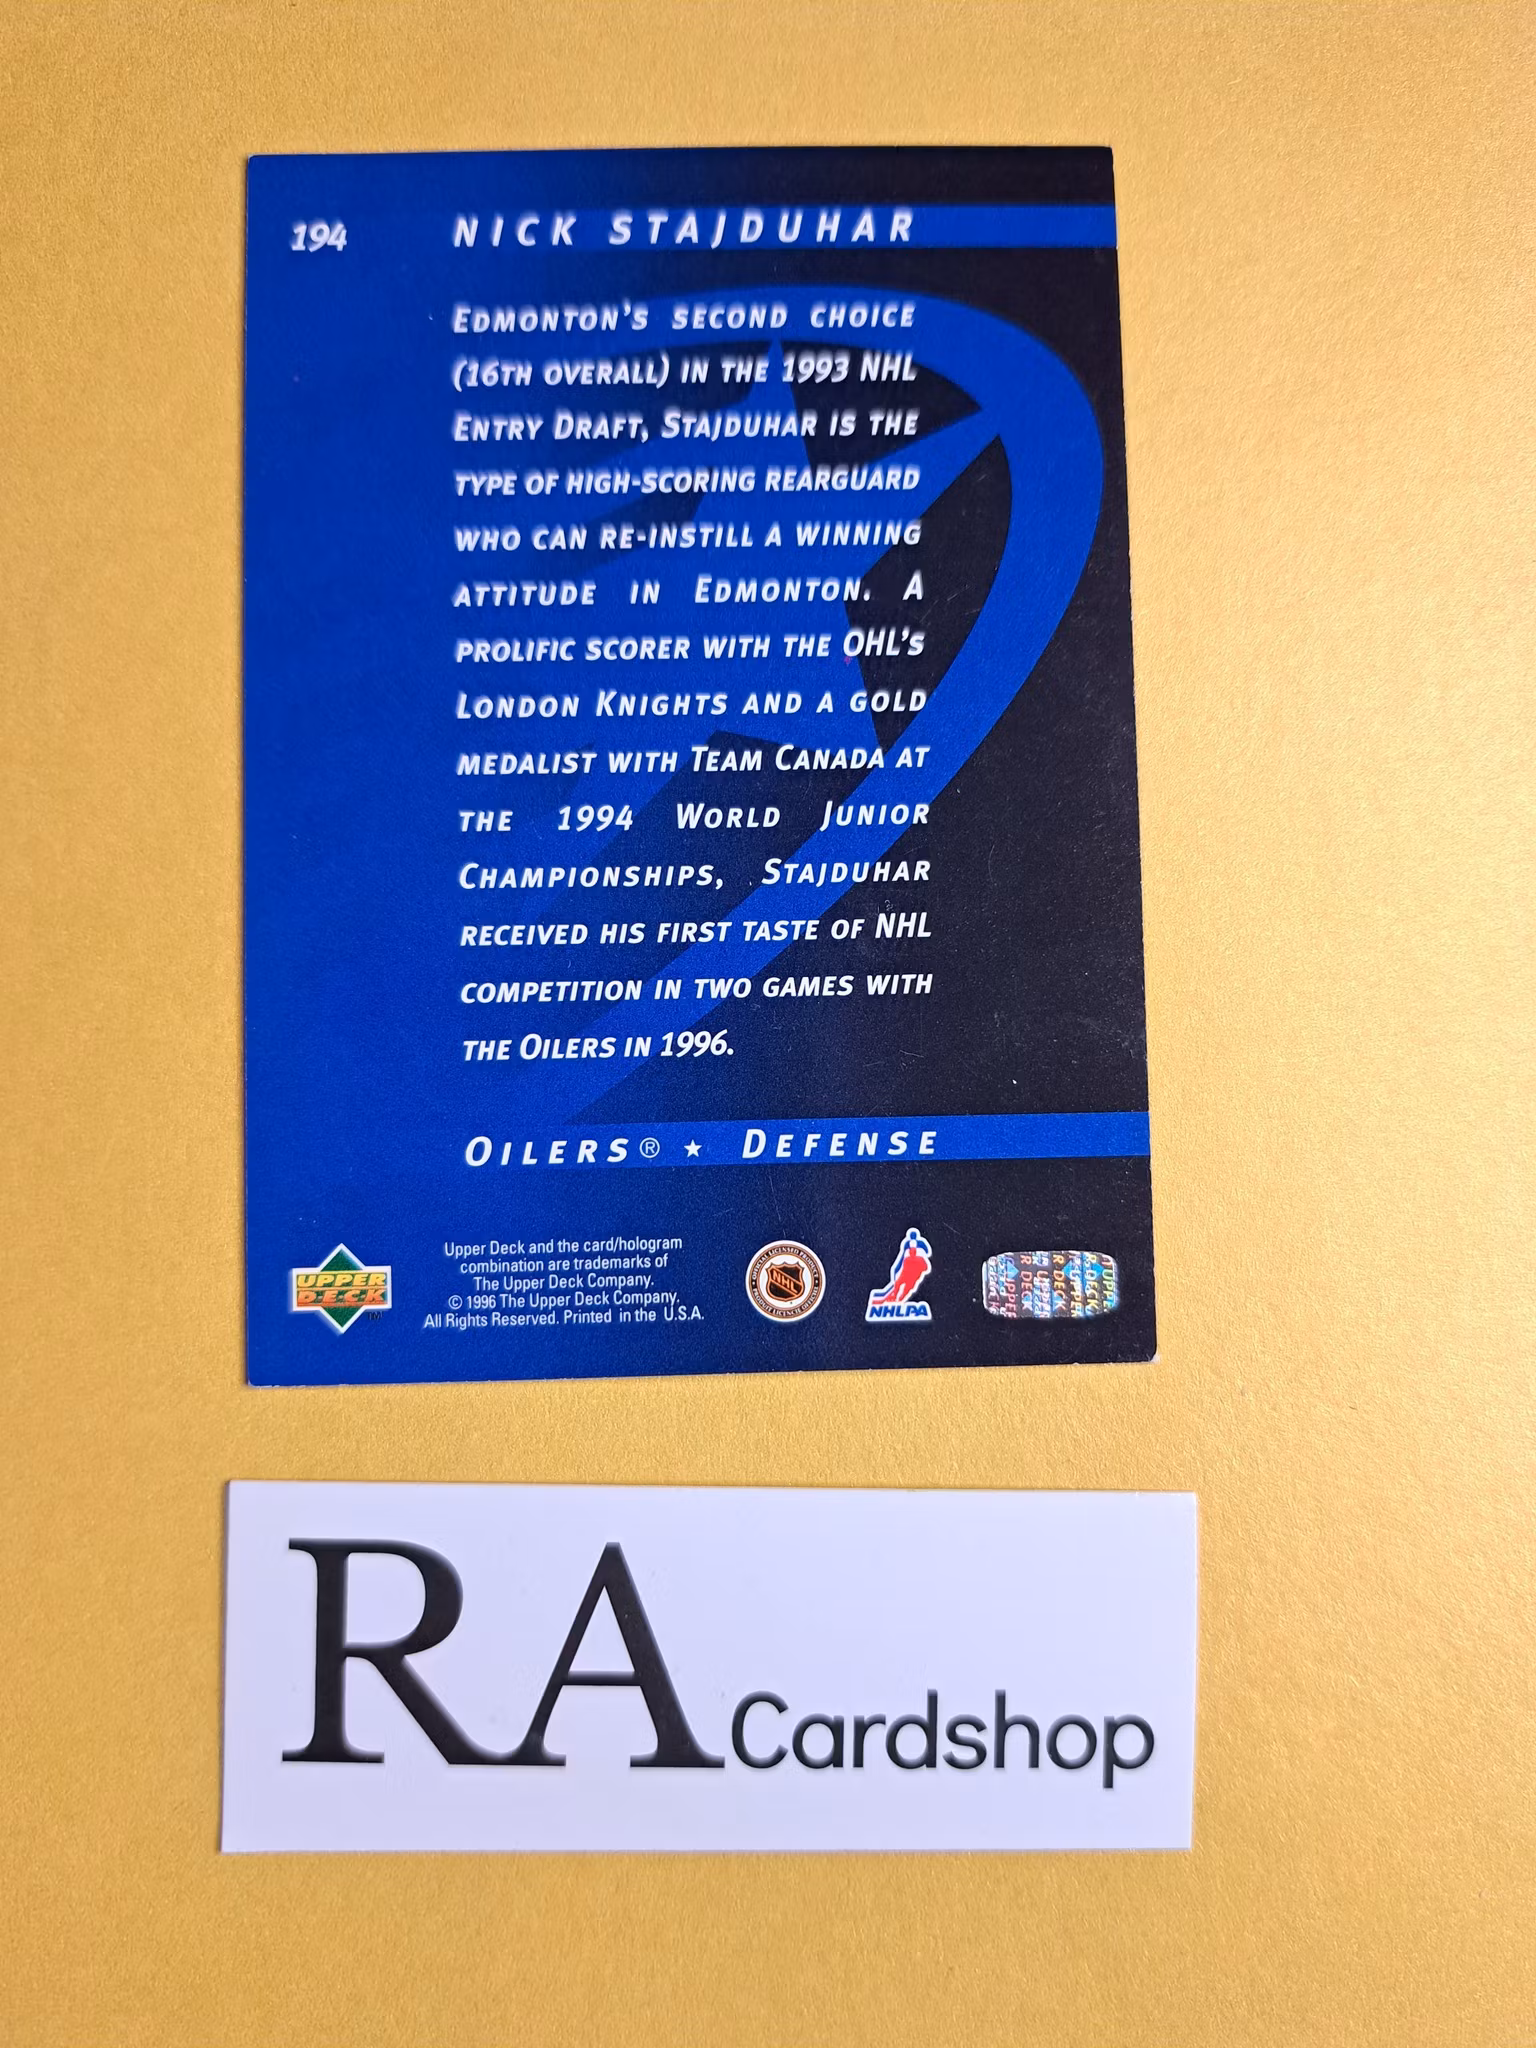 194 NICK STAJDUHAR
EDMONTON'S SECOND CHOICE
(16TH OVERALL) IN THE 1993 NHL
ENTRY DRAFT, STAJDUHAR IS THE
TYPE OF HIGH-SCORING REARGUARD
WHO CAN RE-INSTILL A WINNING
ATTITUDE IN EDMONTON. A
PROLIFIC SCORER WITH THE OHL'S
LONDON KNIGHTS AND A GOLD
MEDALIST WITH TEAM CANADA AT
THE 1994 WORLD JUNIOR
CHAMPIONSHIPS, STAJDUHAR
RECEIVED HIS FIRST TASTE OF NHL
COMPETITION IN TWO GAMES WITH
THE OILERS IN 1996.
OILERS® ★ DEFENSE
UPPER
DECK
TM
Upper Deck and the card/hologram
combination are trademarks of
The Upper Deck Company.
© 1996 The Upper Deck Company.
All Rights Reserved. Printed in the U.S.A.
NHL
NHLPA
RA Cardshop